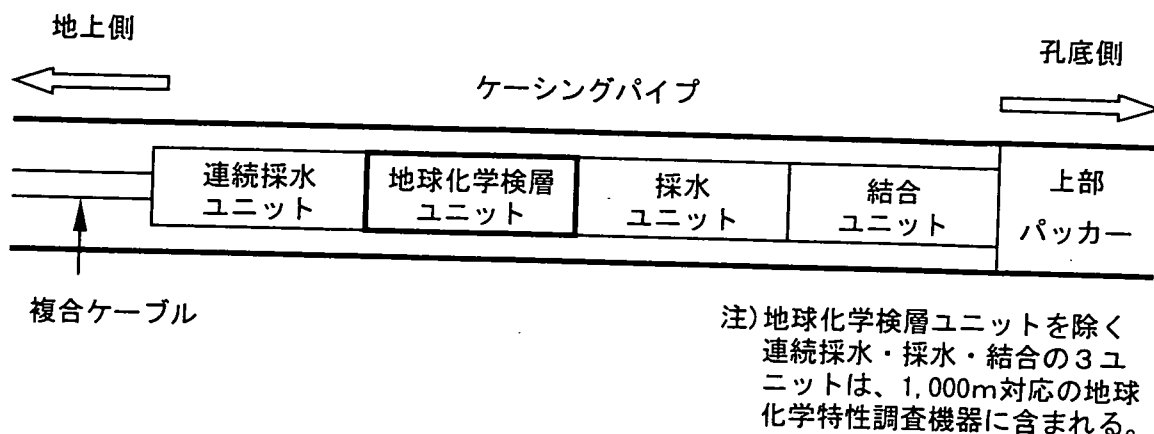 地上側
孔底側
ケーシングパイプ
連続採水
ユニット
地球化学検層
ユニット
採水
ユニット
結合
ユニット
上部
パッカー
複合ケーブル
注)地球化学検層ユニットを除く
連続採水・採水・結合の3ユ
ニットは、1,000m対応の地球
化学特性調査機器に含まれる。